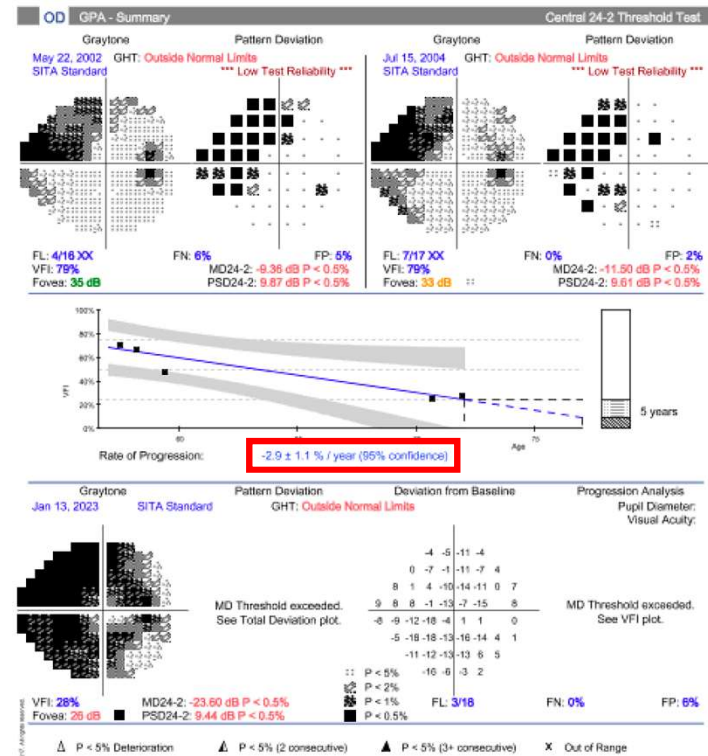 OD GPA - Summary Central 24-2 Threshold Test
Graytone Pattern Deviation Graytone Pattern Deviation
May 22, 2002 GHT: Outside Normal Limits Jul 15, 2004 GHT: Outside Normal Limits
SITA Standard *** Low Test Reliability *** SITA Standard *** Low Test Reliability ***
FL: 4/16 XX FN: 6% FP: 5% FL: 7/17 XX FN: 0% FP: 2%
VFI: 79% MD24-2: -9.36 dB P < 0.5% VFI: 79% MD24-2: -11.50 dB P < 0.5%
Fovea: 35 dB PSD24-2: 9.87 dB P < 0.5% Fovea: 33 dB PSD24-2: 9.61 dB P < 0.5%
100%
80%
60%
VFI
40%
20%
0%
60 Age 75
5 years
Rate of Progression: -2.9 ± 1.1 % / year (95% confidence)
Graytone Pattern Deviation Deviation from Baseline Progression Analysis
Jan 13, 2023 SITA Standard GHT: Outside Normal Limits Pupil Diameter:
Visual Acuity:
-4 -5 -11 -4
0 -7 -1 -11 -7 4
8 1 4 -10 -14 -11 0 7
9 8 8 -1 -13 -7 -15 8
-8 -9 -12 -18 -4 1 1 0
-5 -18 -18 -13 -16 -14 4 1
-11 -12 -13 -13 6 5
-16 -6 -3 2
MD Threshold exceeded.
See Total Deviation plot.
MD Threshold exceeded.
See VFI plot.
P < 5%
P < 2%
P < 1%
P < 0.5%
VFI: 28% MD24-2: -23.60 dB P < 0.5% FL: 3/18 FN: 0% FP: 6%
Fovea: 26 dB PSD24-2: 9.44 dB P < 0.5%
P < 5% Deterioration P < 5% (2 consecutive) P < 5% (3+ consecutive) X Out of Range